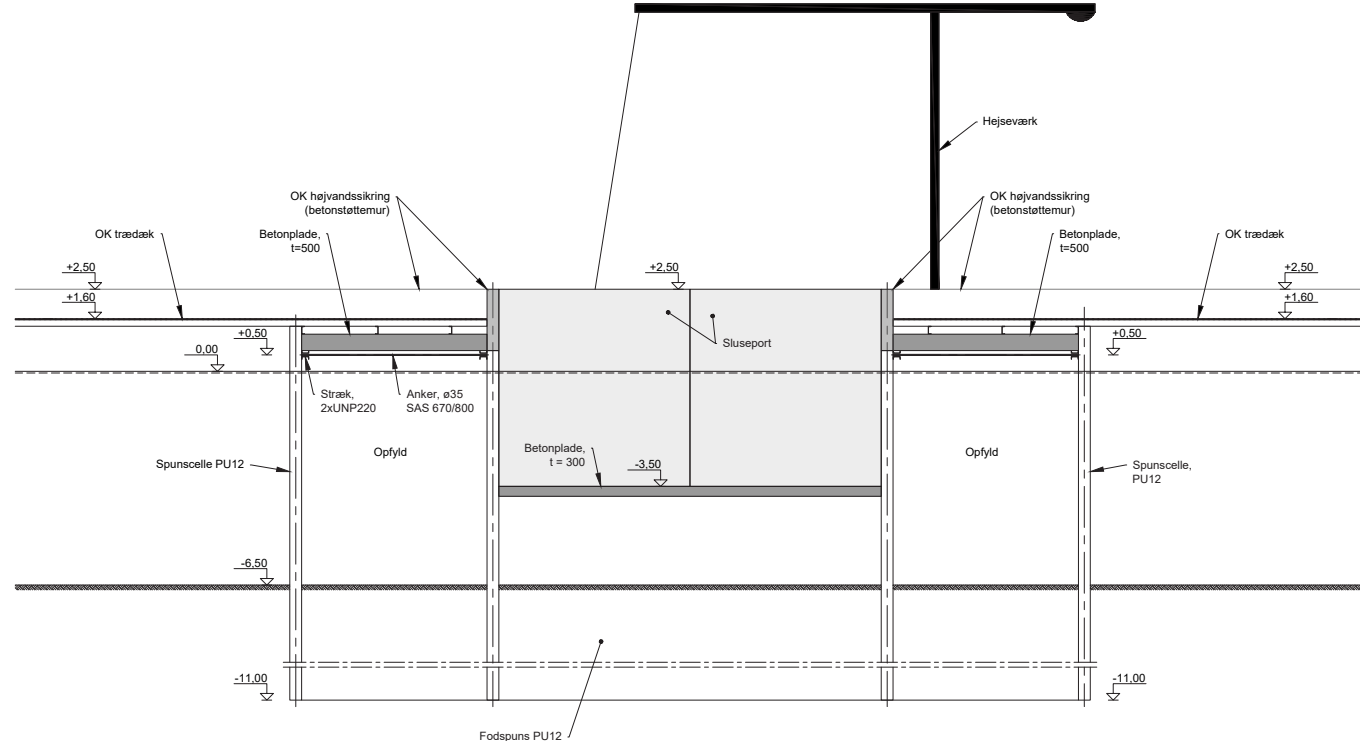 Hejseværk
OK højvandssikring
(betonstøttemur)
OK højvandssikring
(betonstøttemur)
OK trædæk
Betonplade,
t=500
Betonplade,
t=500
OK trædæk
+2,50
+2,50
+2,50
+1,60
+1,60
+0,50
Sluseport
+0,50
0,00
Stræk,
2xUNP220
Anker, ø35
SAS 670/800
Opfyld
Betonplade,
t = 300
-3,50
Opfyld
Spunscelle PU12
Spunscelle,
PU12
-6,50
-11,00
-11,00
Fodspuns PU12